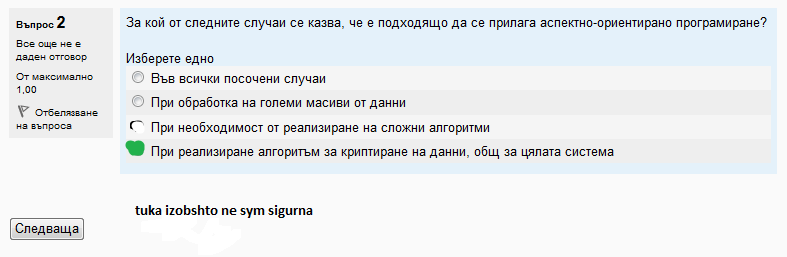 Въпрос 2
Все още не е
даден отговор
От максимално
1,00
Отбелязване
на въпроса
За кой от следните случаи се казва, че е подходящо да се прилага аспектно-ориентирано програмиране?
Изберете едно
Във всички посочени случаи
При обработка на големи масиви от данни
При необходимост от реализиране на сложни алгоритми
При реализиране алгоритъм за криптиране на данни, общ за цялата система
tuka izobshto ne sym sigurna
Следваща